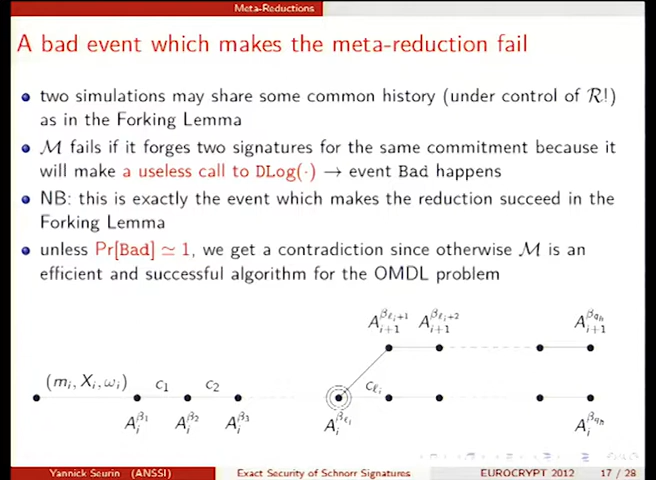 Meta-Reductions
A bad event which makes the meta-reduction fail
two simulations may share some common history (under control of R!)
as in the Forking Lemma
M fails if it forges two signatures for the same commitment because it
will make a useless call to DLog(·) → event Bad happens
NB: this is exactly the event which makes the reduction succeed in the
Forking Lemma
unless Pr[Bad] ≃ 1, we get a contradiction since otherwise M is an
efficient and successful algorithm for the OMDL problem
A_{i+1}^{β_{ℓ_i+1}} A_{i+1}^{β_{ℓ_i+2}} A_{i+1}^{β_{q_h}}
(m_i, X_i, ω_i) c_1 c_2 c_{ℓ_i}
A_i^{β_1} A_i^{β_2} A_i^{β_3} A_i^{β_{ℓ_i}} A_i^{β_{q_h}}
Yannick Seurin (ANSSI) Exact Security of Schnorr Signatures EUROCRYPT 2012 17 / 28